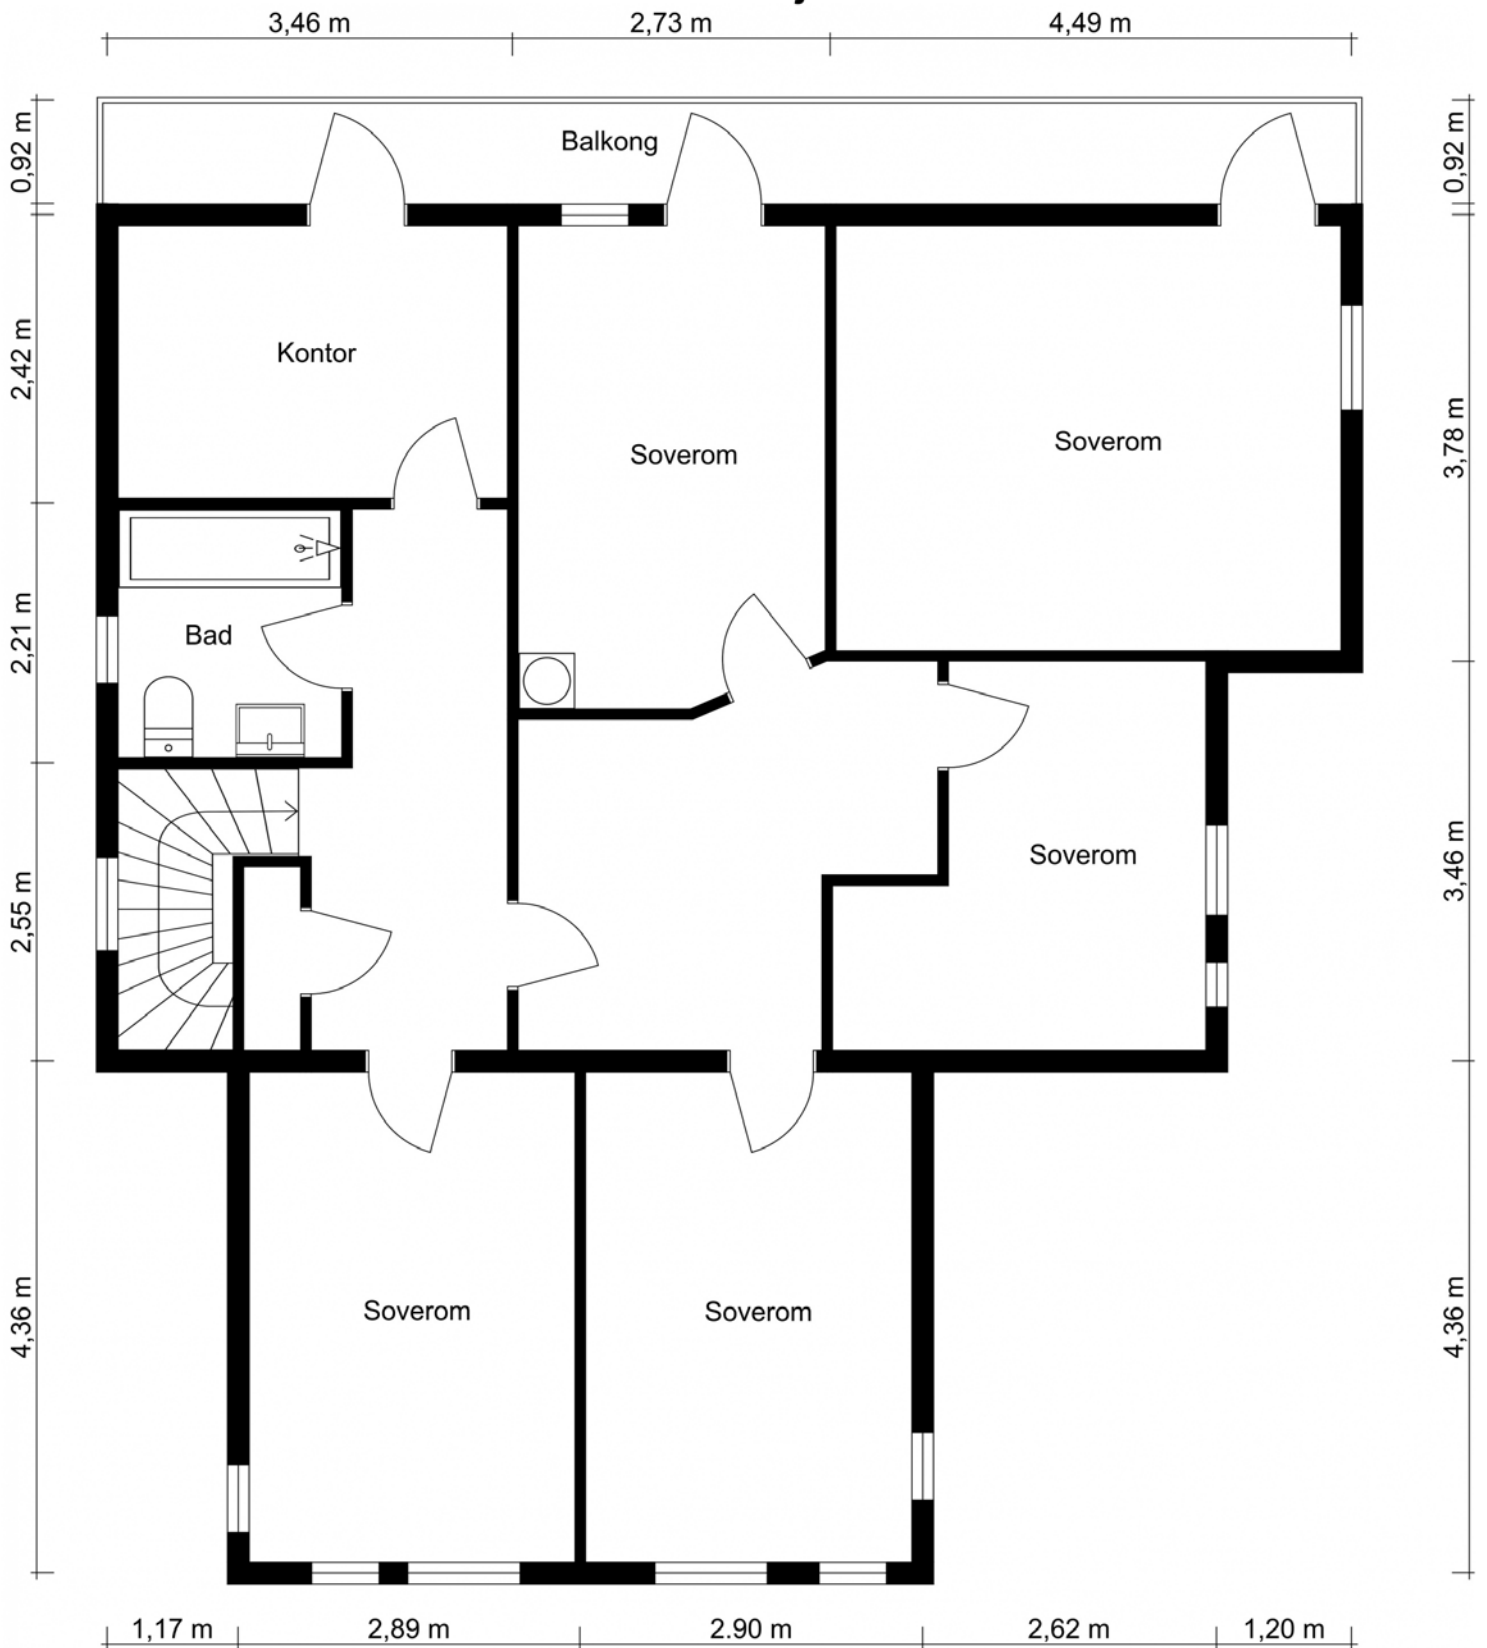 3,46 m
2,73 m
4,49 m
0,92 m
Balkong
0,92 m
2,42 m
Kontor
Soverom
Soverom
3,78 m
2,21 m
Bad
2,55 m
Soverom
3,46 m
4,36 m
Soverom
Soverom
4,36 m
1,17 m
2,89 m
2.90 m
2,62 m
1,20 m